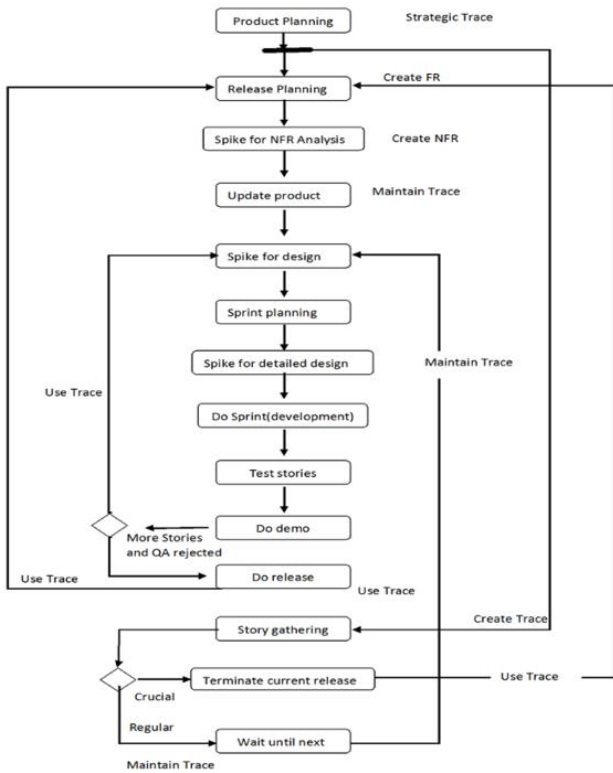 Product Planning
Strategic Trace
Release Planning
Create FR
Spike for NFR Analysis
Create NFR
Update product
Maintain Trace
Spike for design
Sprint planning
Spike for detailed design
Maintain Trace
Use Trace
Do Sprint(development)
Test stories
Do demo
More Stories
and QA rejected
Use Trace
Do release
Use Trace
Story gathering
Create Trace
Terminate current release
Use Trace
Crucial
Regular
Wait until next
Maintain Trace